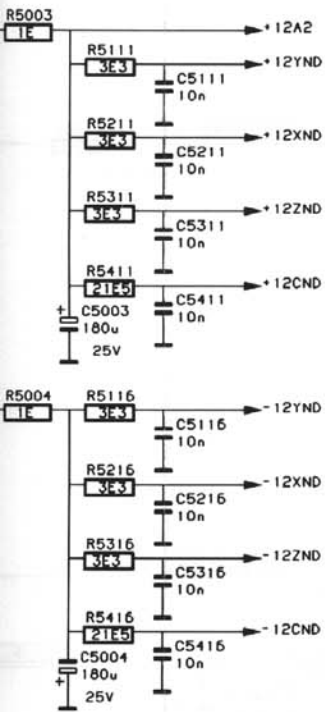 R5003
1E
+12A2
R5111
3E3
+12YND
C5111
10n
R5211
3E3
+12XND
C5211
10n
R5311
3E3
+12ZND
C5311
10n
R5411
21E5
+12CND
C5411
10n
+
C5003
180u
25V
R5004
1E
R5116
3E3
-12YND
C5116
10n
R5216
3E3
-12XND
C5216
10n
R5316
3E3
-12ZND
C5316
10n
R5416
21E5
-12CND
C5416
10n
C5004
+
180u
25V